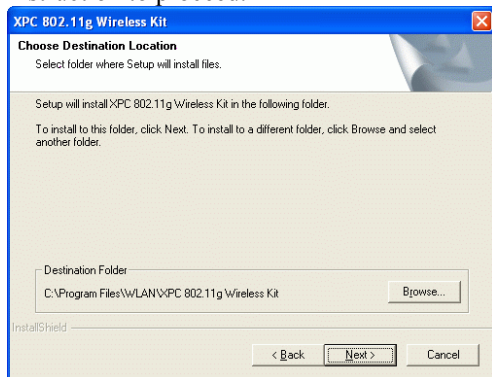 XPC 802.11g Wireless Kit
Choose Destination Location
Select folder where Setup will install files.
Setup will install XPC 802.11g Wireless Kit in the following folder.
To install to this folder, click Next. To install to a different folder, click Browse and select
another folder.
Destination Folder
C:\Program Files\WLAN\XPC 802.11g Wireless Kit
Browse...
InstallShield
< Back Next > Cancel